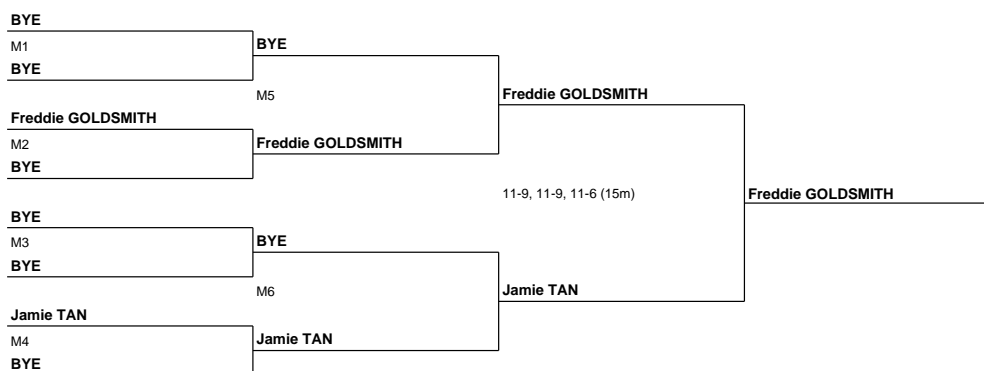 BYE
M1
BYE
BYE
M5
Freddie GOLDSMITH
Freddie GOLDSMITH
M2
Freddie GOLDSMITH
BYE
11-9, 11-9, 11-6 (15m)
Freddie GOLDSMITH
BYE
M3
BYE
BYE
M6
Jamie TAN
Jamie TAN
M4
Jamie TAN
BYE